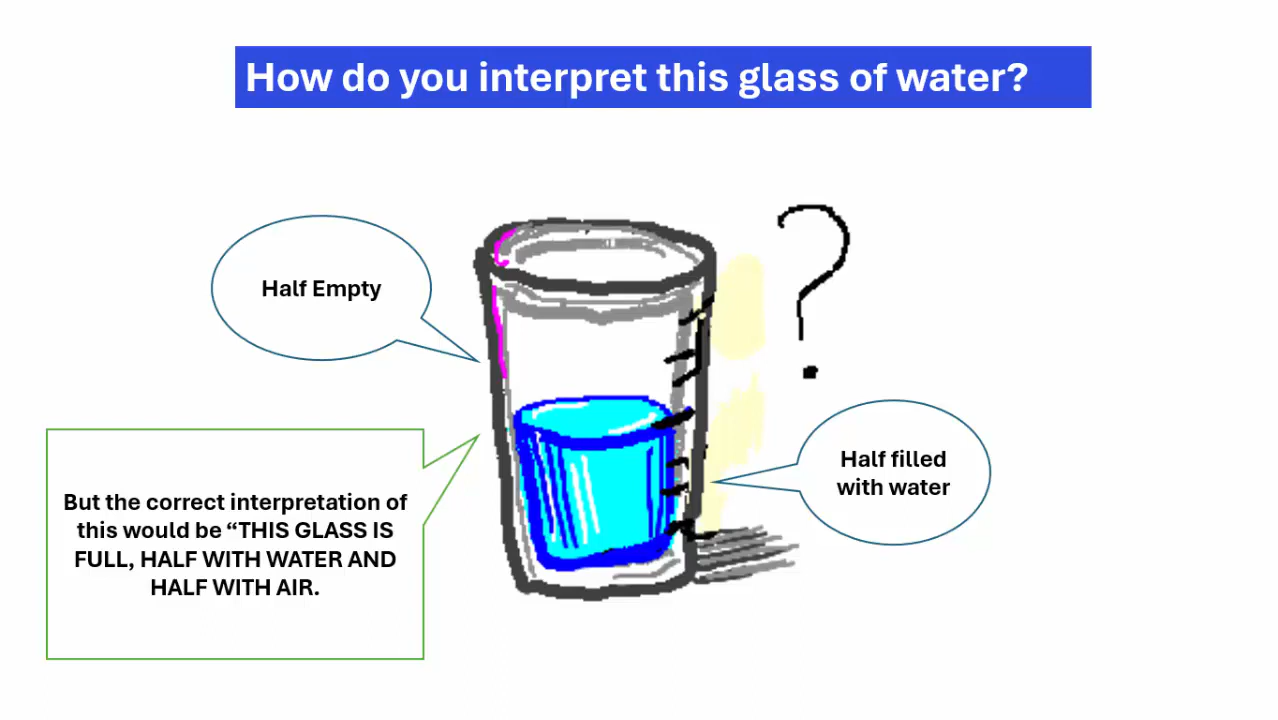 How do you interpret this glass of water?
Half Empty
Half filled
with water
But the correct interpretation of
this would be “THIS GLASS IS
FULL, HALF WITH WATER AND
HALF WITH AIR.
?